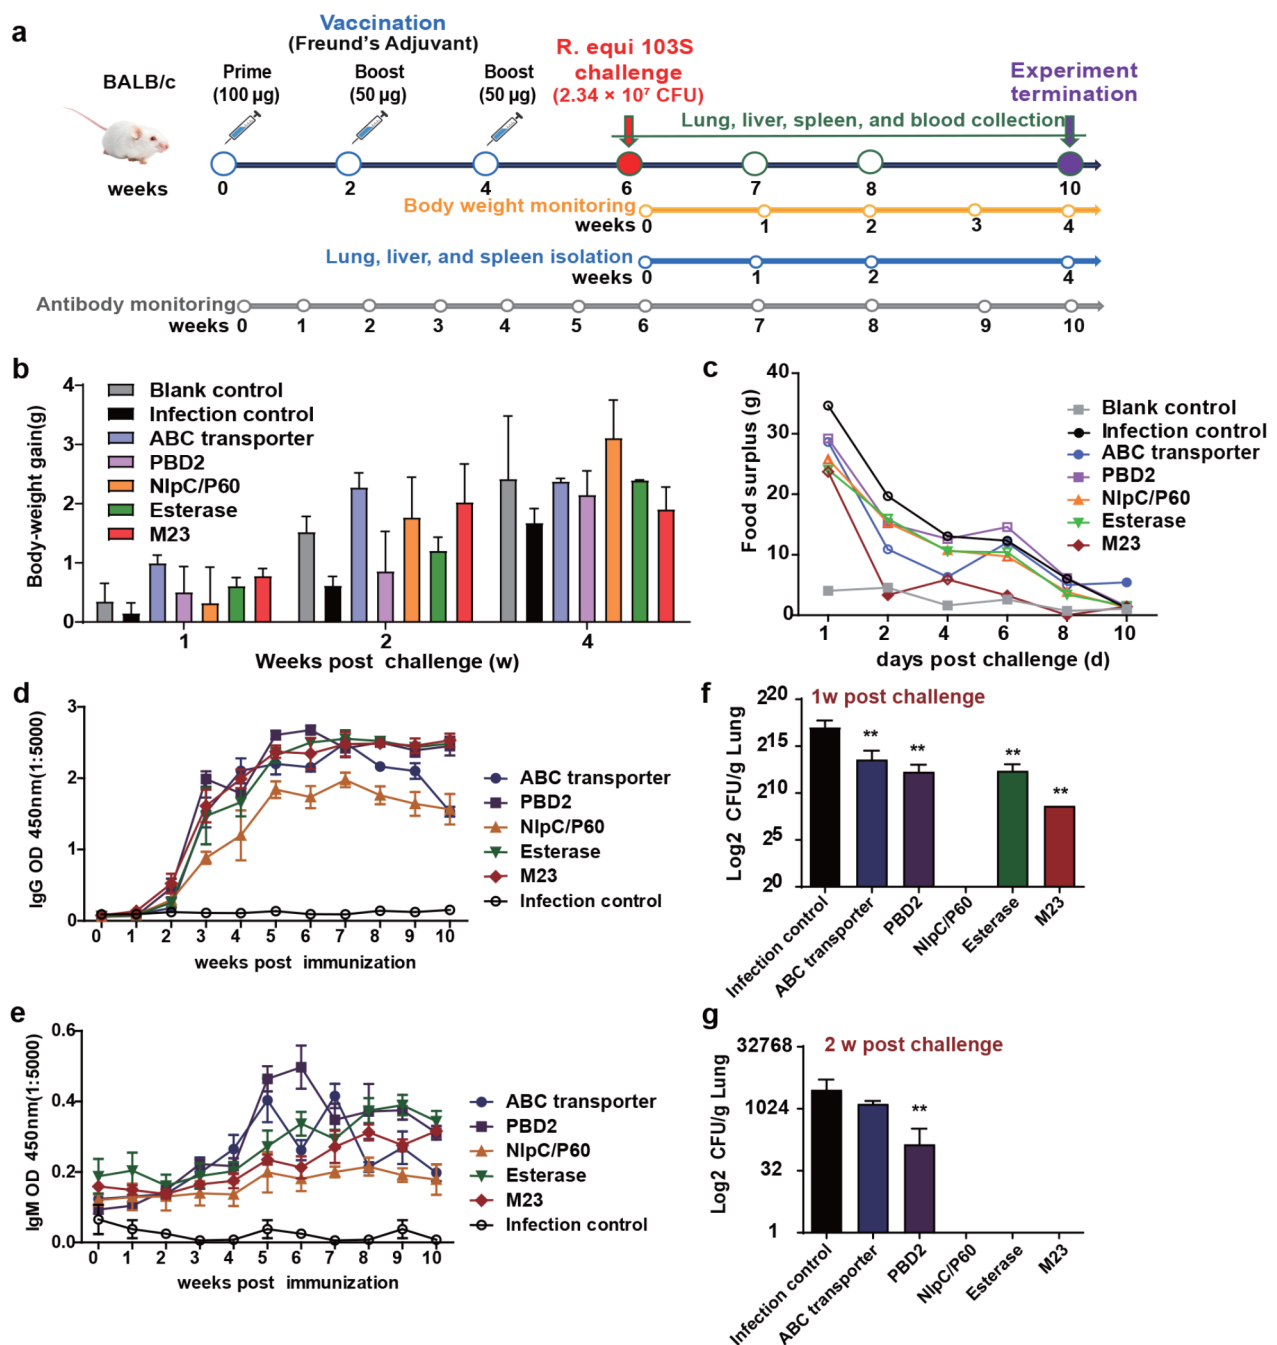 a
Vaccination
(Freund's Adjuvant)
BALB/c
Prime
(100 µg)
Boost
(50 µg)
Boost
(50 µg)
R. equi 103S
challenge
(2.34 × 10⁷ CFU)
Experiment
termination
Lung, liver, spleen, and blood collection
weeks 0 2 4 6 7 8 10
Body weight monitoring
weeks 0 1 2 3 4
Lung, liver, and spleen isolation
weeks 0 1 2 4
Antibody monitoring
weeks 0 1 2 3 4 5 6 7 8 9 10
b
Body-weight gain(g)
4
3
2
1
0
Blank control
Infection control
ABC transporter
PBD2
NlpC/P60
Esterase
M23
1 2 4
Weeks post challenge (w)
c
Food surplus (g)
40
30
20
10
0
Blank control
Infection control
ABC transporter
PBD2
NlpC/P60
Esterase
M23
1 2 4 6 8 10
days post challenge (d)
d
IgG OD 450nm(1:5000)
3
2
1
0
ABC transporter
PBD2
NlpC/P60
Esterase
M23
Infection control
0 1 2 3 4 5 6 7 8 9 10
weeks post immunization
e
IgM OD 450nm(1:5000)
0.6
0.4
0.2
0.0
ABC transporter
PBD2
NlpC/P60
Esterase
M23
Infection control
0 1 2 3 4 5 6 7 8 9 10
weeks post immunization
f
1w post challenge
Log2 CFU/g Lung
2²⁰
2¹⁵
2¹⁰
2⁵
2⁰
** ** ** **
Infection control
ABC transporter
PBD2
NlpC/P60
Esterase
M23
g
2 w post challenge
Log2 CFU/g Lung
32768
1024
32
1
**
Infection control
ABC transporter
PBD2
NlpC/P60
Esterase
M23